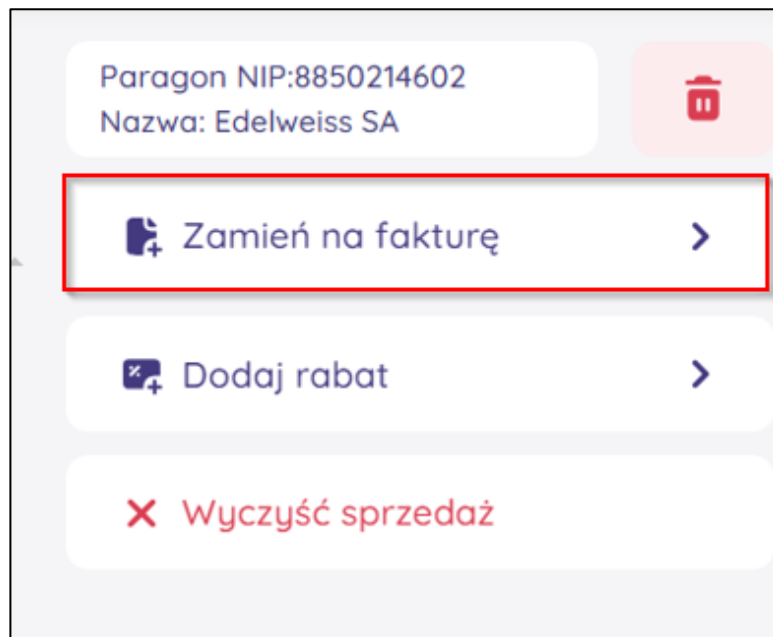 Paragon NIP:8850214602
Nazwa: Edelweiss SA
Zamień na fakturę
Dodaj rabat
Wyczyść sprzedaż